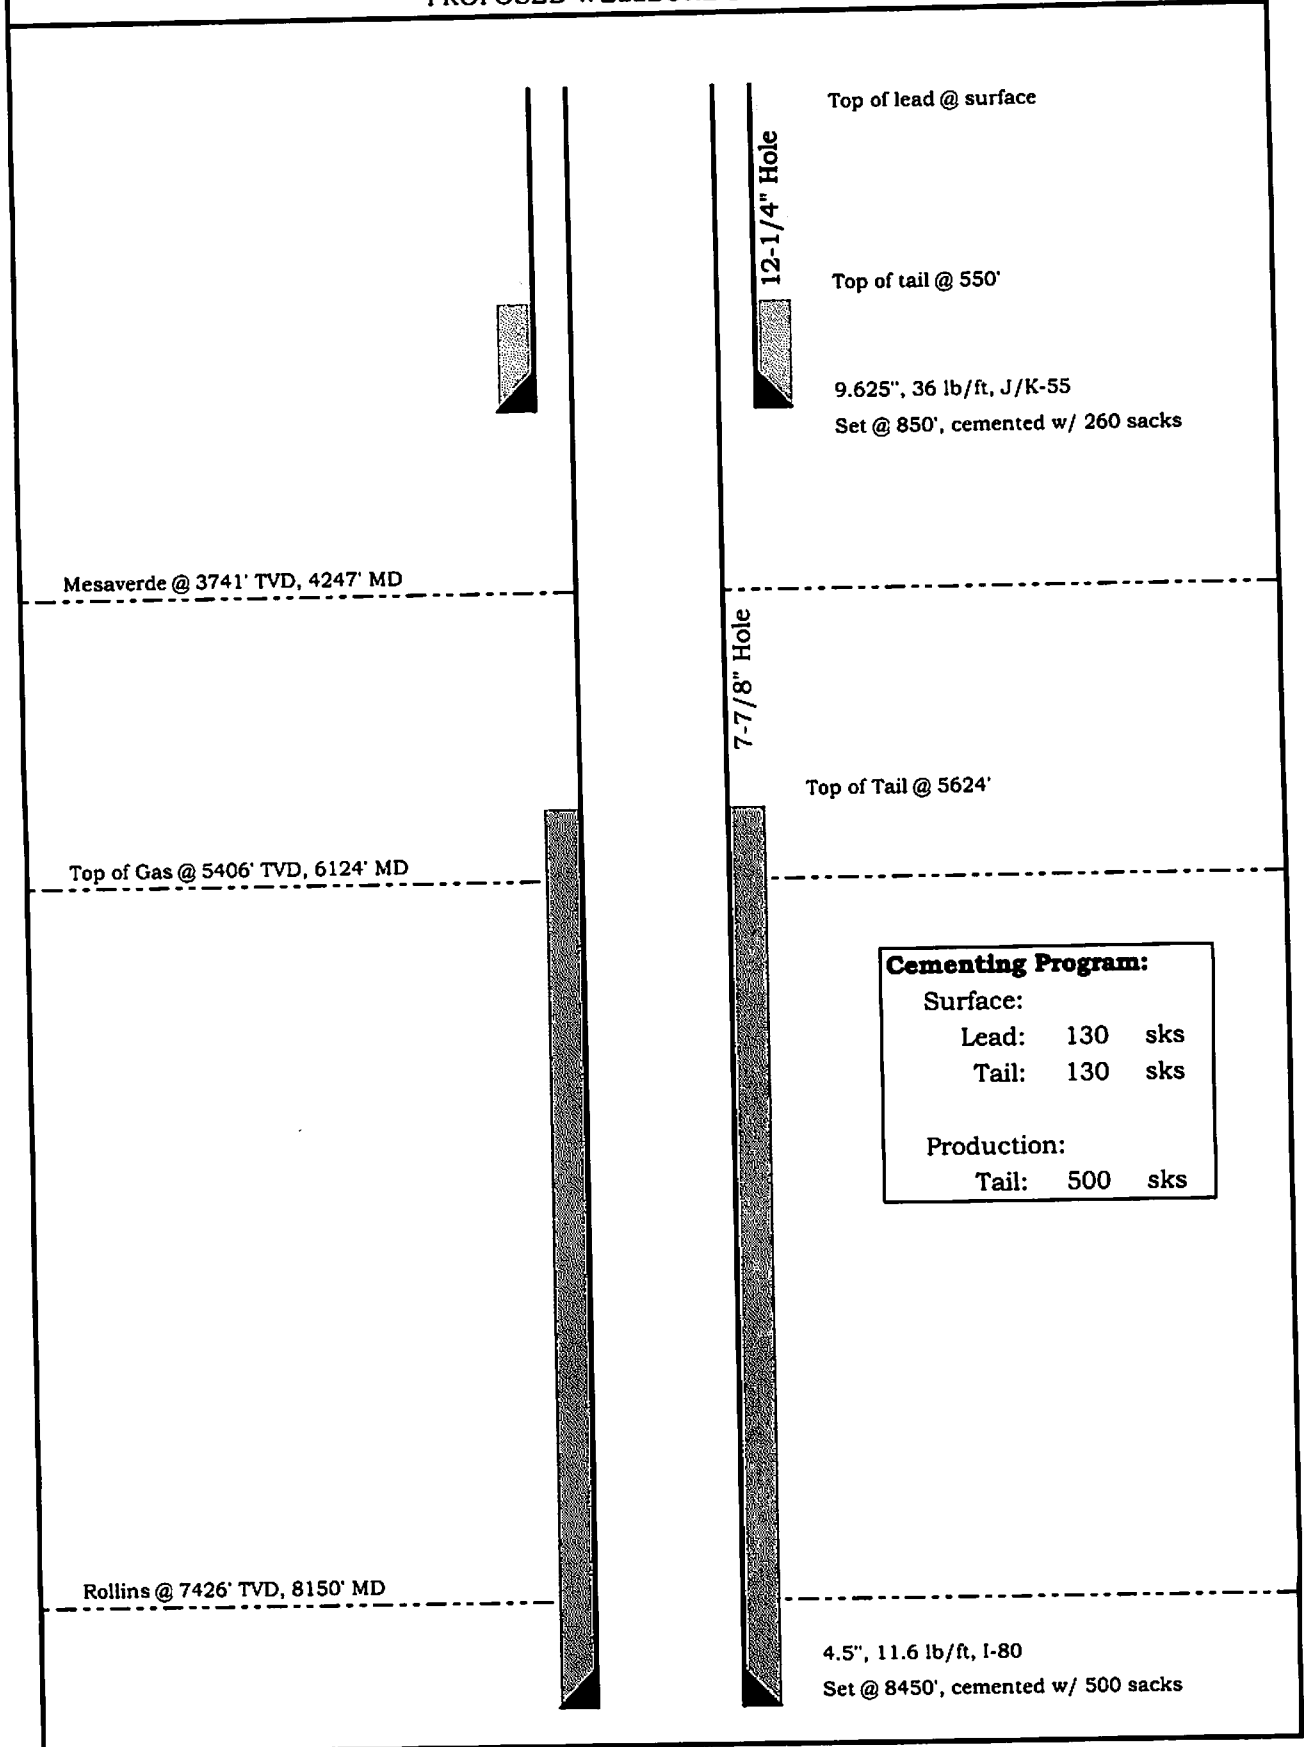 PROPOSED
Top of lead @ surface
12-1/4" Hole
Top of tail @ 550'
9.625", 36 lb/ft, J/K-55
Set @ 850', cemented w/ 260 sacks
Mesaverde @ 3741' TVD, 4247' MD
7-7/8" Hole
Top of Tail @ 5624'
Top of Gas @ 5406' TVD, 6124' MD
Cementing Program:
Surface:
Lead: 130 sks
Tail: 130 sks
Production:
Tail: 500 sks
Rollins @ 7426' TVD, 8150' MD
4.5", 11.6 lb/ft, I-80
Set @ 8450', cemented w/ 500 sacks